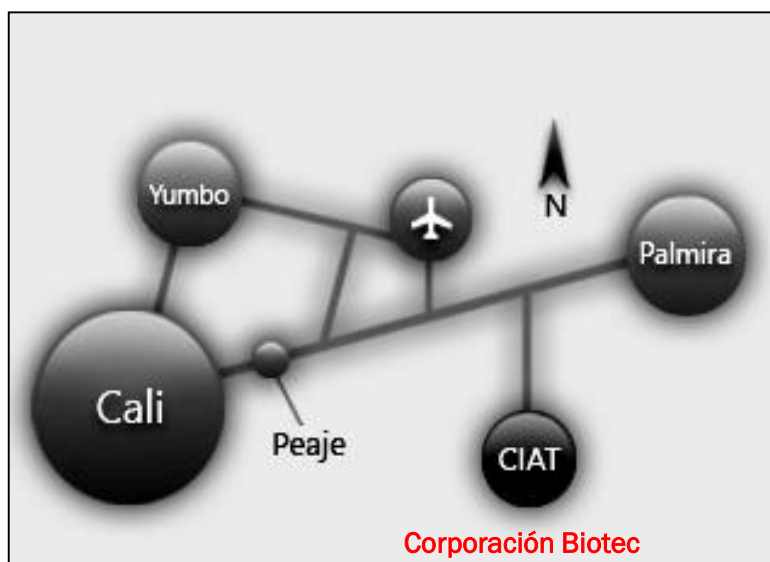 Yumbo
N
Palmira
Cali
Peaje
CIAT
Corporación Biotec